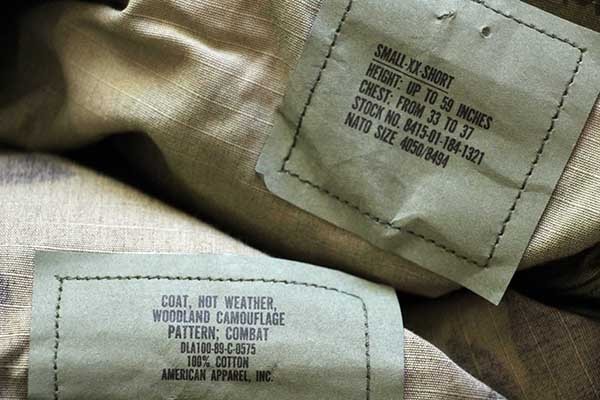 SMALL-XX-SHORT
HEIGHT: UP TO 59 INCHES
CHEST: FROM 33 TO 37
STOCK NO. 8415-01-184-1321
NATO SIZE 4050/8494
COAT, NOT WEATHER,
WOODLAND CAMOUFLAGE
PATTERN; COMBAT
DLA100-89-C-0575
100% COTTON
AMERICAN APPAREL, INC.